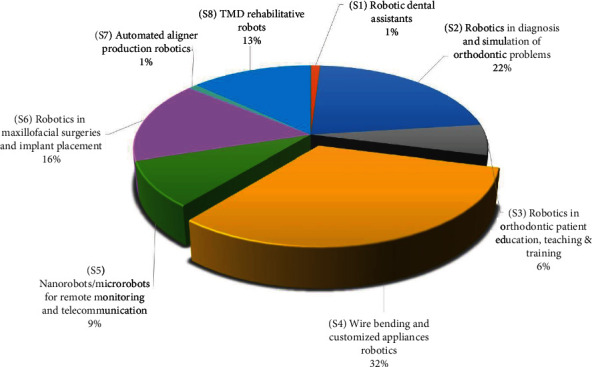 (S1) Robotic dental
assistants
1%
(S2) Robotics in diagnosis
and simulation of
orthodontic problems
22%
(S3) Robotics in
orthodontic patient
education, teaching &
training
6%
(S4) Wire bending and
customized appliances
robotics
32%
(S5)
Nanorobots/microrobots
for remote monitoring
and telecommunication
9%
(S6) Robotics in
maxillofacial surgeries
and implant placement
16%
(S7) Automated aligner
production robotics
1%
(S8) TMD rehabilitative
robots
13%